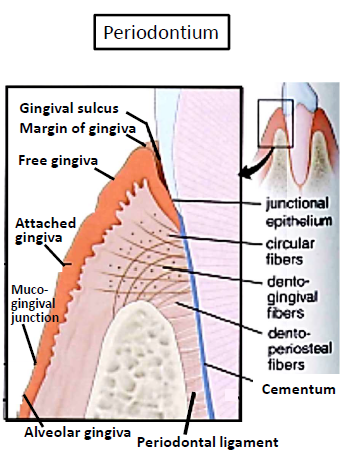 Periodontium
Gingival sulcus
Margin of gingiva
Free gingiva
Attached
gingiva
Muco-
gingival
junction
Alveolar gingiva
Periodontal ligament
junctional
epithelium
circular
fibers
dento-
gingival
fibers
dento-
periosteal
fibers
Cementum